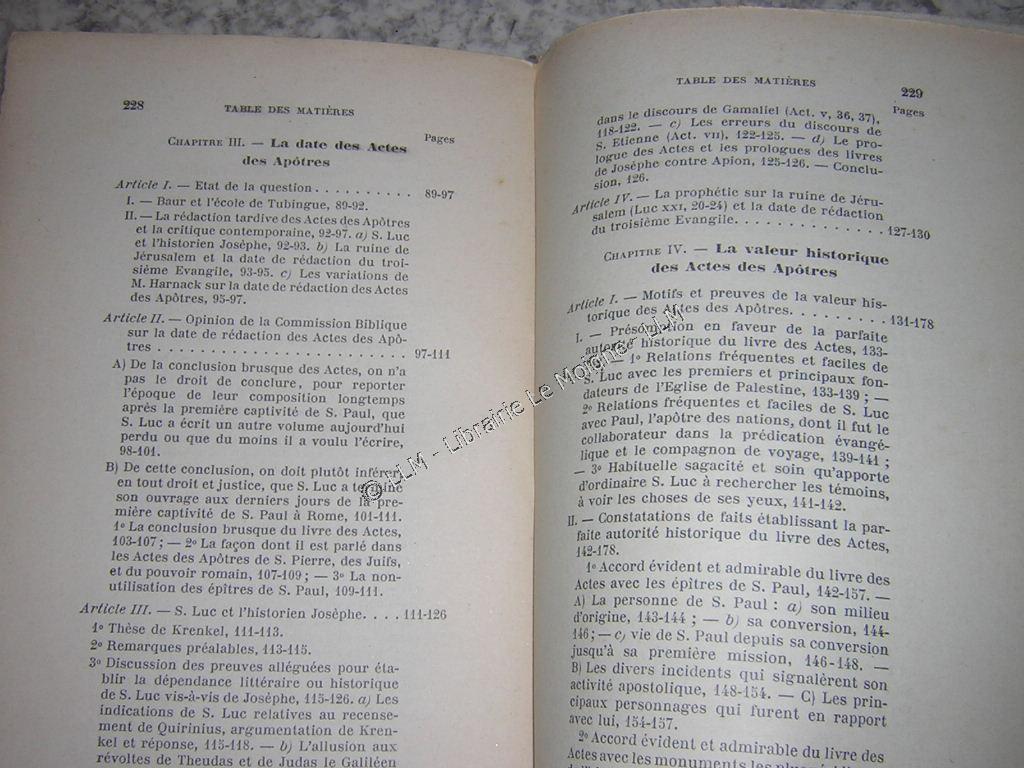 228
TABLE DES MATIÈRES
Pages
CHAPITRE III. — La date des Actes
des Apôtres
Article I. — Etat de la question . . . . . . . . . . 89-97
I. — Baur et l'école de Tubingue, 89-92.
II. — La rédaction tardive des Actes des Apôtres
et la critique contemporaine, 92-97. a) S. Luc
et l'historien Josèphe, 92-93. b) La ruine de
Jérusalem et la date de rédaction du troi-
sième Evangile, 93-95. c) Les variations de
M. Harnack sur la date de rédaction des Actes
des Apôtres, 95-97.
Article II. — Opinion de la Commission Biblique
sur la date de rédaction des Actes des Apô-
tres . . . . . . . . . . . . . . . . . . . . . . . . 97-111
A) De la conclusion brusque des Actes, on n'a
pas le droit de conclure, pour reporter
l'époque de leur composition longtemps
après la première captivité de S. Paul, que
S. Luc a écrit un autre volume aujourd'hui
perdu ou que du moins il a voulu l'écrire,
98-101.
B) De cette conclusion, on doit plutôt inférer,
en tout droit et justice, que S. Luc a terminé
son ouvrage aux derniers jours de la pre-
mière captivité de S. Paul à Rome, 101-111.
1º La conclusion brusque du livre des Actes,
103-107 ; — 2º La façon dont il est parlé dans
les Actes des Apôtres de S. Pierre, des Juifs,
et du pouvoir romain, 107-109 ; — 3º La non-
utilisation des épîtres de S. Paul, 109-111.
Article III. — S. Luc et l'historien Josèphe. . . . 111-126
1º Thèse de Krenkel, 111-113.
2º Remarques préalables, 113-115.
3º Discussion des preuves alléguées pour éta-
blir la dépendance littéraire ou historique
de S. Luc vis-à-vis de Josèphe, 115-126. a) Les
indications de S. Luc relatives au recense-
ment de Quirinius, argumentation de Kren-
kel et réponse, 115-118. — b) L'allusion aux
révoltes de Theudas et de Judas le Galiléen
TABLE DES MATIÈRES
229
Pages
dans le discours de Gamaliel (Act. v, 36, 37),
118-122. — c) Les erreurs du discours de
S. Etienne (Act. vii), 122-125. — d) Le pro-
logue des Actes et les prologues des livres
de Josèphe contre Apion, 125-126. — Conclu-
sion, 126.
Article IV. — La prophétie sur la ruine de Jéru-
salem (Luc xxi, 20-24) et la date de rédaction
du troisième Evangile. . . . . . . . . . . . . . 127-130
CHAPITRE IV. — La valeur historique
des Actes des Apôtres
Article I. — Motifs et preuves de la valeur his-
torique des Actes des Apôtres. . . . . . . . . 131-178
I. — Présomption en faveur de la parfaite
autorité historique du livre des Actes, 133-
— 1º Relations fréquentes et faciles de
S. Luc avec les premiers et principaux fon-
dateurs de l'Eglise de Palestine, 133-139 ; —
2º Relations fréquentes et faciles de S. Luc
avec Paul, l'apôtre des nations, dont il fut le
collaborateur dans la prédication évangé-
lique et le compagnon de voyage, 139-141 ;
— 3º Habituelle sagacité et soin qu'apporte
d'ordinaire S. Luc à rechercher les témoins,
à voir les choses de ses yeux, 141-142.
II. — Constatations de faits établissant la par-
faite autorité historique du livre des Actes,
142-178.
1º Accord évident et admirable du livre des
Actes avec les épîtres de S. Paul, 142-157. —
A) La personne de S. Paul : a) son milieu
d'origine, 143-144 ; — b) sa conversion, 144-
146 ; — c) vie de S. Paul depuis sa conversion
jusqu'à sa première mission, 146-148. —
B) Les divers incidents qui signalèrent son
activité apostolique, 148-154. — C) Les prin-
cipaux personnages qui furent en rapport
avec lui, 154-157.
2º Accord évident et admirable du livre des
Actes avec les monuments les
© LLM - Librairie Le Moigne - LLM